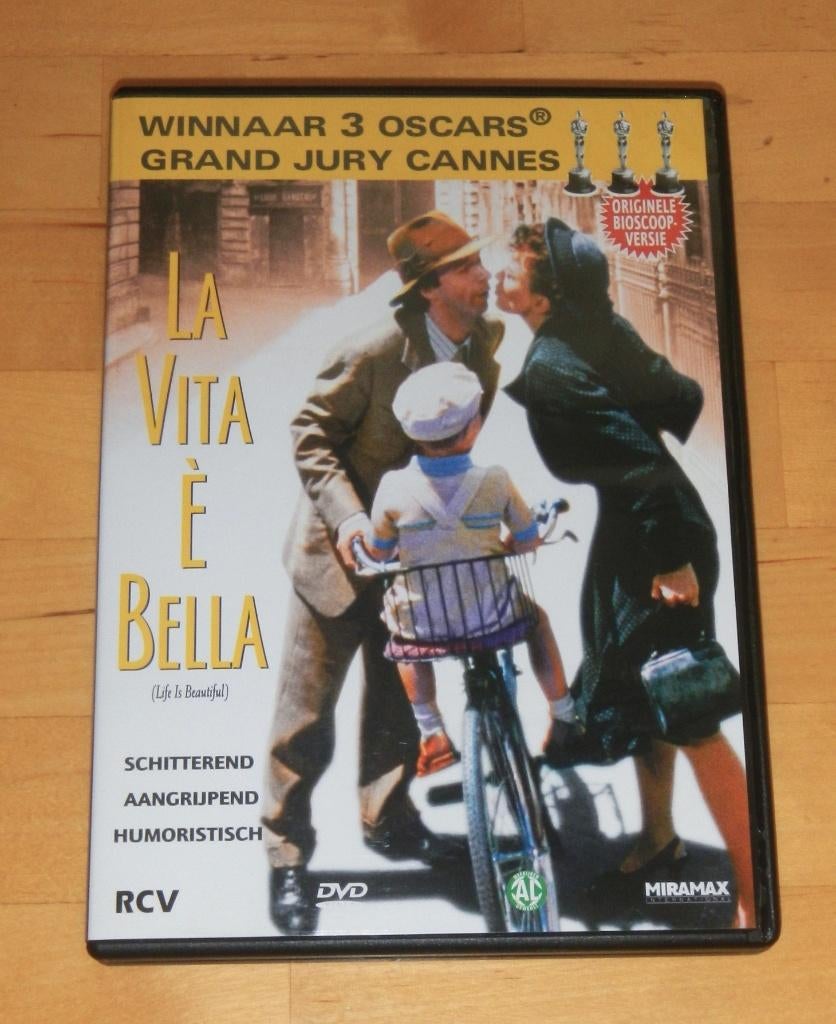 WINNAAR 3 OSCARS®
GRAND JURY CANNES
ORIGINELE
BIOSCOOP-
VERSIE
LA
VITA
È
BELLA
(Life Is Beautiful)
SCHITTEREND
AANGRIJPEND
HUMORISTISCH
RCV
DVD
AL
MIRAMAX
INTERNATIONAL